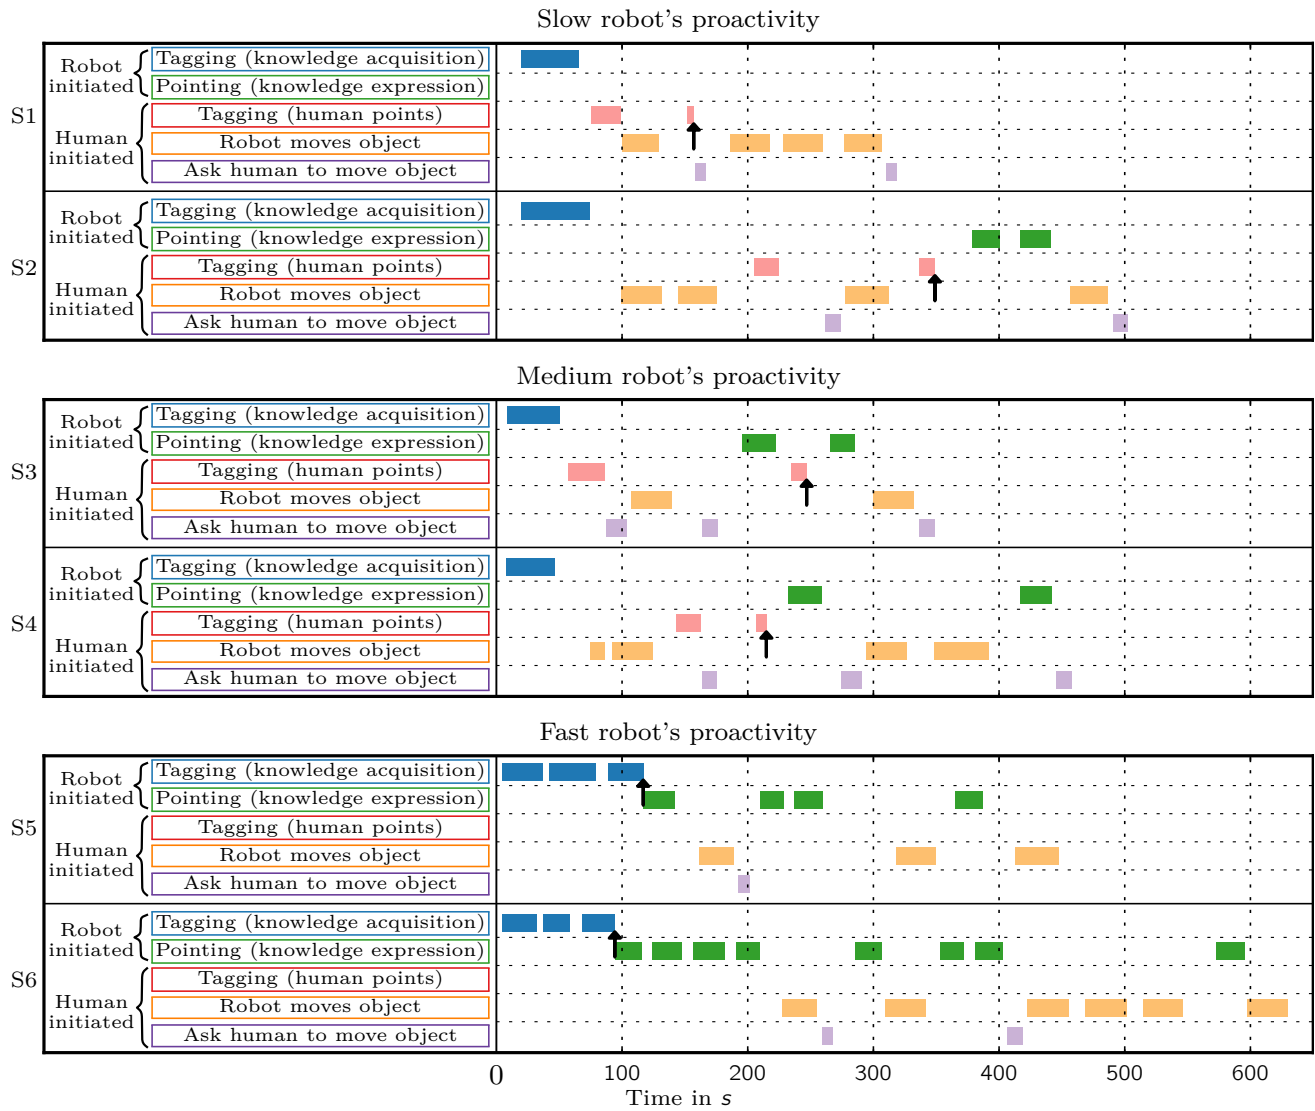 Slow robot's proactivity
S1
Robot initiated
Tagging (knowledge acquisition)
Pointing (knowledge expression)
Human initiated
Tagging (human points)
Robot moves object
Ask human to move object
S2
Robot initiated
Tagging (knowledge acquisition)
Pointing (knowledge expression)
Human initiated
Tagging (human points)
Robot moves object
Ask human to move object
Medium robot's proactivity
S3
Robot initiated
Tagging (knowledge acquisition)
Pointing (knowledge expression)
Human initiated
Tagging (human points)
Robot moves object
Ask human to move object
S4
Robot initiated
Tagging (knowledge acquisition)
Pointing (knowledge expression)
Human initiated
Tagging (human points)
Robot moves object
Ask human to move object
Fast robot's proactivity
S5
Robot initiated
Tagging (knowledge acquisition)
Pointing (knowledge expression)
Human initiated
Tagging (human points)
Robot moves object
Ask human to move object
S6
Robot initiated
Tagging (knowledge acquisition)
Pointing (knowledge expression)
Human initiated
Tagging (human points)
Robot moves object
Ask human to move object
0 100 200 300 400 500 600
Time in s